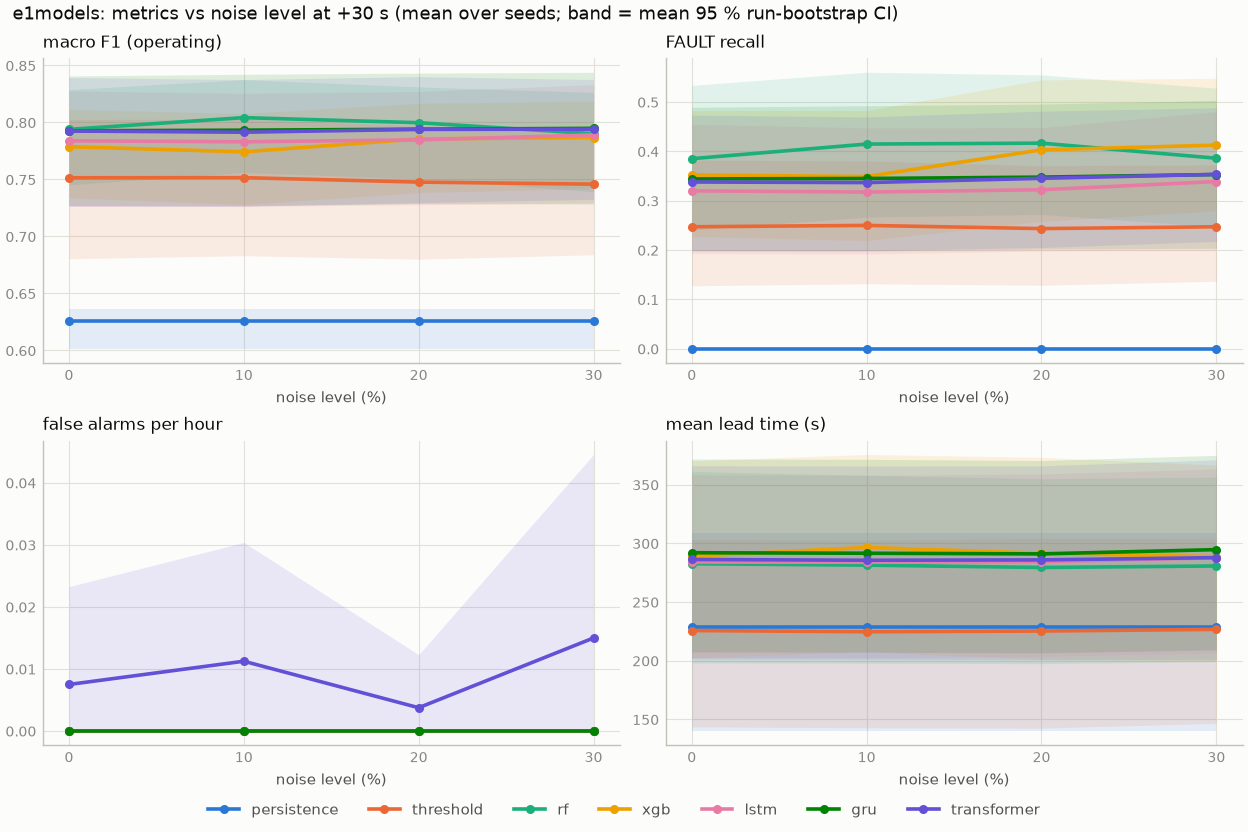 e1models: metrics vs noise level at +30 s (mean over seeds; band = mean 95 % run-bootstrap CI)
macro F1 (operating)
0.85
0.80
0.75
0.70
0.65
0.60
0 10 20 30
noise level (%)
FAULT recall
0.5
0.4
0.3
0.2
0.1
0.0
0 10 20 30
noise level (%)
false alarms per hour
0.04
0.03
0.02
0.01
0.00
0 10 20 30
noise level (%)
mean lead time (s)
350
300
250
200
150
0 10 20 30
noise level (%)
persistence threshold rf xgb lstm gru transformer